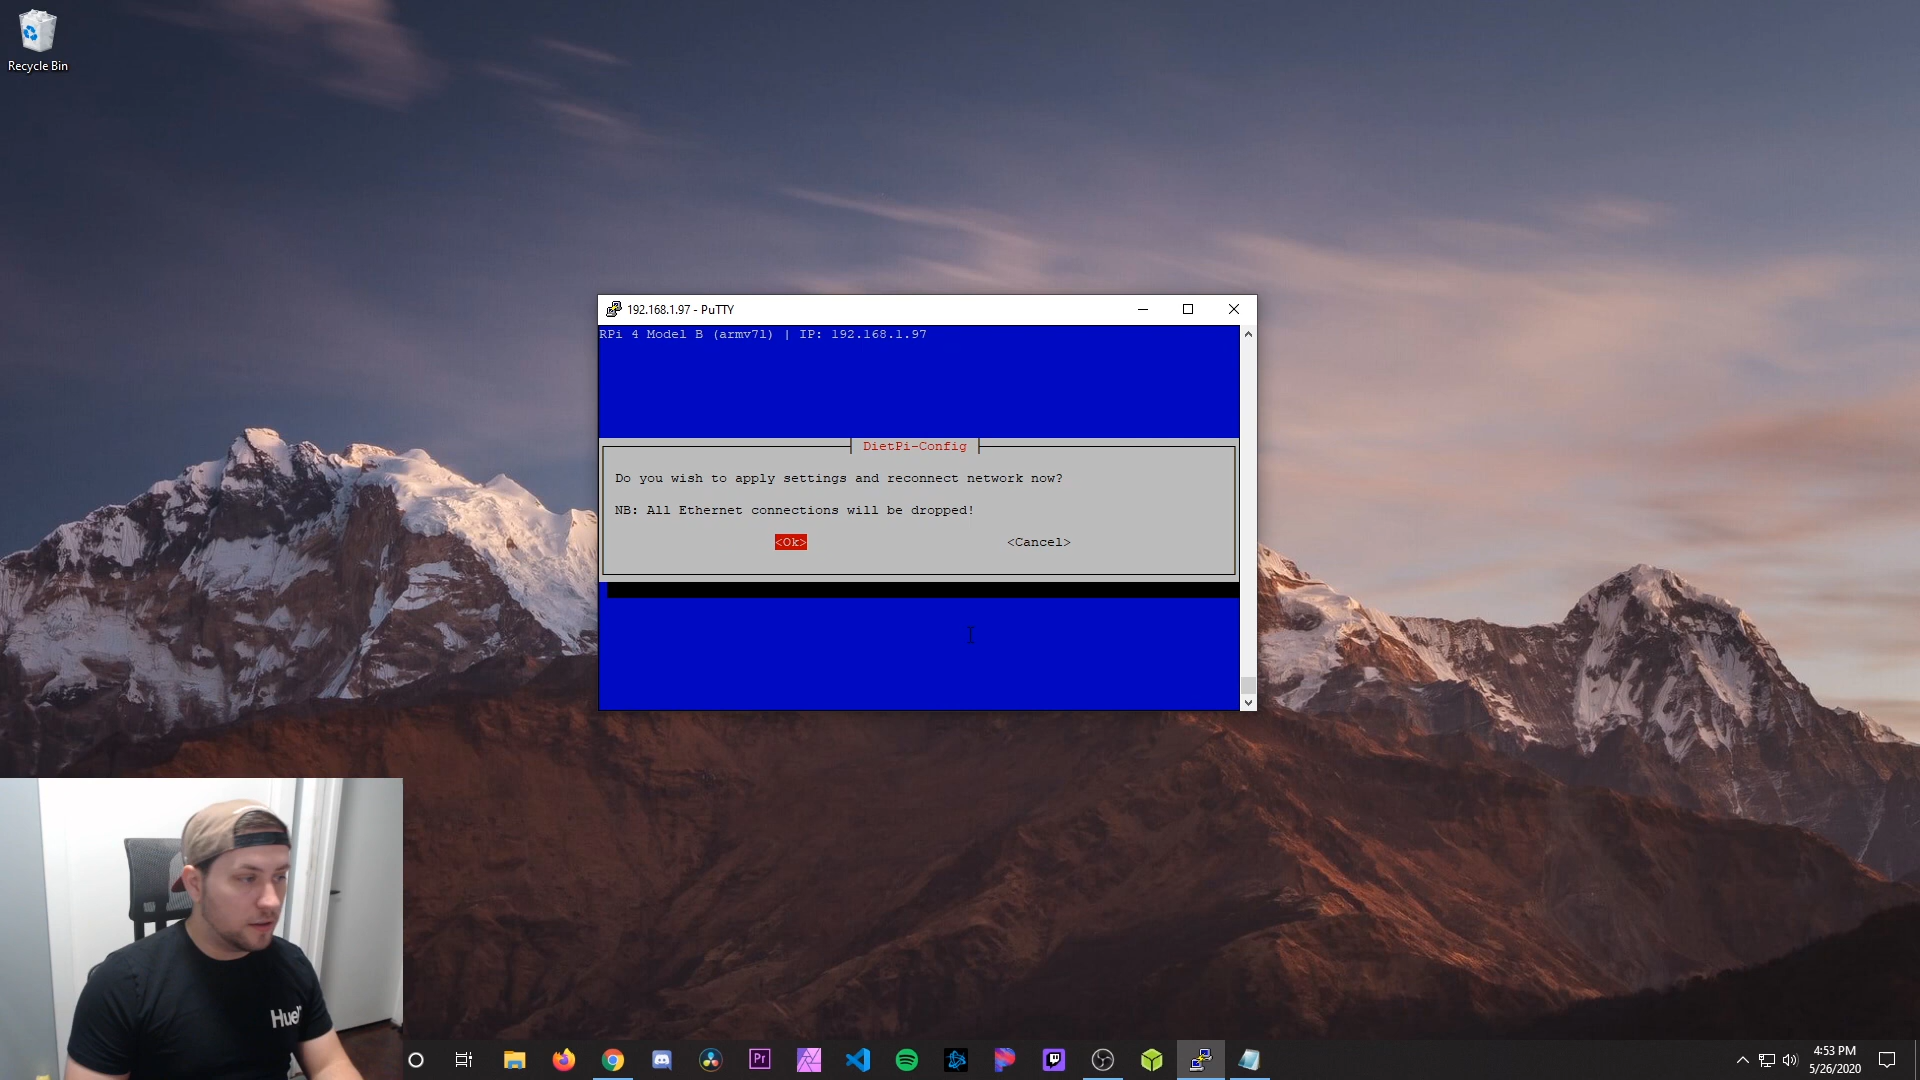 Recycle Bin
192.168.1.97 - PuTTY
RPi 4 Model B (armv7l) | IP: 192.168.1.97
DietPi-Config
Do you wish to apply settings and reconnect network now?
NB: All Ethernet connections will be dropped!
<Ok> <Cancel>
Huel
Pr
4:53 PM
5/26/2020